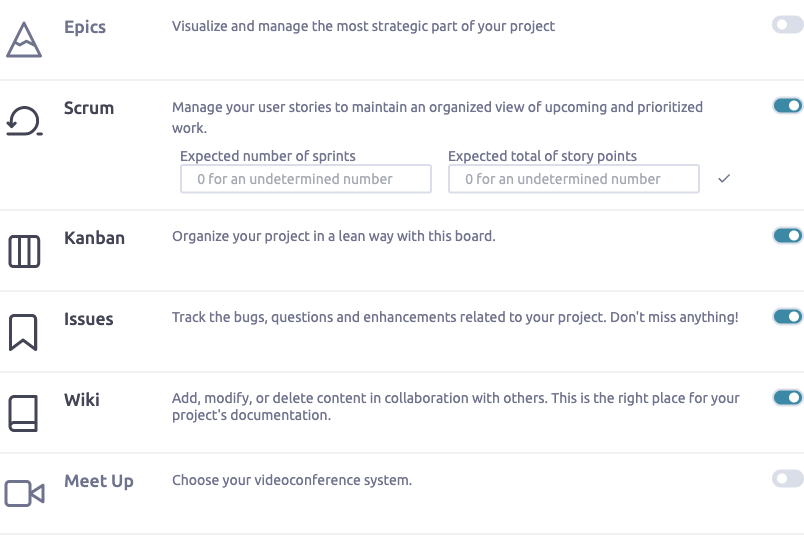 Epics
Visualize and manage the most strategic part of your project
Scrum
Manage your user stories to maintain an organized view of upcoming and prioritized
work.
Expected number of sprints
Expected total of story points
0 for an undetermined number
0 for an undetermined number
Kanban
Organize your project in a lean way with this board.
Issues
Track the bugs, questions and enhancements related to your project. Don't miss anything!
Wiki
Add, modify, or delete content in collaboration with others. This is the right place for your
project's documentation.
Meet Up
Choose your videoconference system.